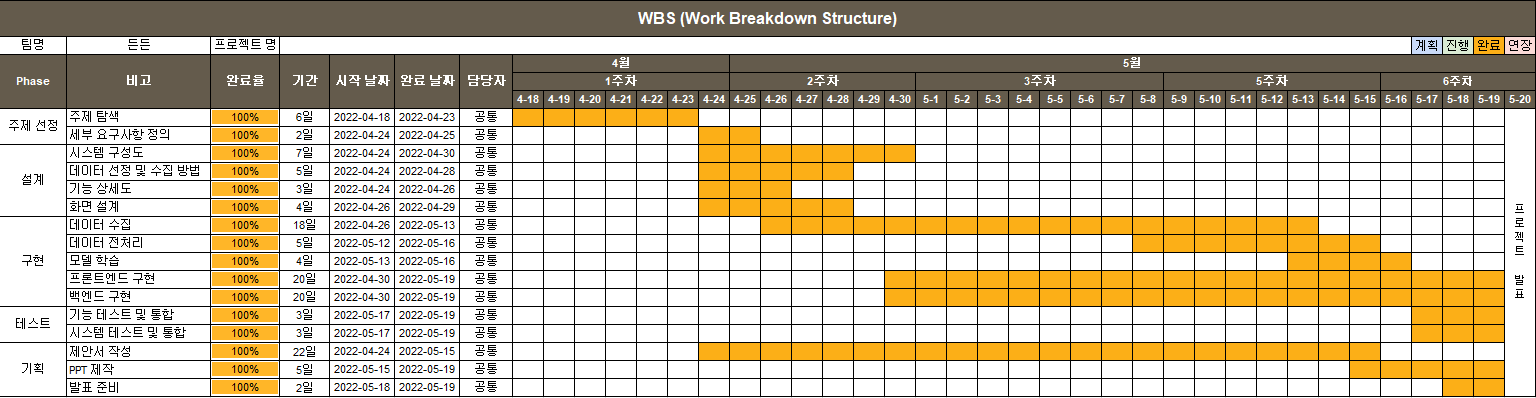 WBS (Work Breakdown Structure)
팀명 든든 프로젝트 명 계획 진행 완료 연장
Phase 비고 완료율 기간 시작 날짜 완료 날짜 담당자 4월 5월
1주차 2주차 3주차 5주차 6주차
4-18 4-19 4-20 4-21 4-22 4-23 4-24 4-25 4-26 4-27 4-28 4-29 4-30 5-1 5-2 5-3 5-4 5-5 5-6 5-7 5-8 5-9 5-10 5-11 5-12 5-13 5-14 5-15 5-16 5-17 5-18 5-19 5-20
주제 선정 주제 탐색 100% 6일 2022-04-18 2022-04-23 공통
세부 요구사항 정의 100% 2일 2022-04-24 2022-04-25 공통
설계 시스템 구성도 100% 7일 2022-04-24 2022-04-30 공통
데이터 선정 및 수집 방법 100% 5일 2022-04-24 2022-04-28 공통
기능 상세도 100% 3일 2022-04-24 2022-04-26 공통
화면 설계 100% 4일 2022-04-26 2022-04-29 공통
구현 데이터 수집 100% 18일 2022-04-26 2022-05-13 공통
데이터 전처리 100% 5일 2022-05-12 2022-05-16 공통
모델 학습 100% 4일 2022-05-13 2022-05-16 공통
프론트엔드 구현 100% 20일 2022-04-30 2022-05-19 공통
백엔드 구현 100% 20일 2022-04-30 2022-05-19 공통
테스트 기능 테스트 및 통합 100% 3일 2022-05-17 2022-05-19 공통
시스템 테스트 및 통합 100% 3일 2022-05-17 2022-05-19 공통
기획 제안서 작성 100% 22일 2022-04-24 2022-05-15 공통
PPT 제작 100% 5일 2022-05-15 2022-05-19 공통
발표 준비 100% 2일 2022-05-18 2022-05-19 공통
프로젝트 발표